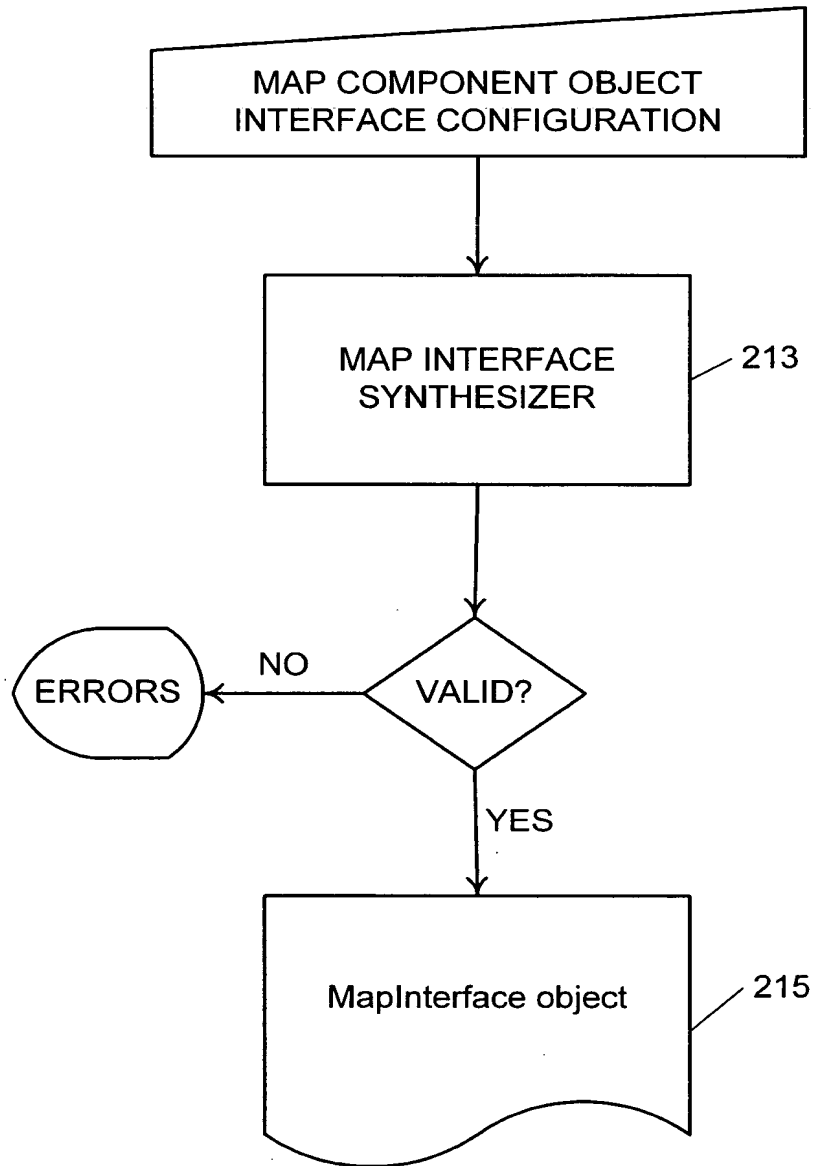 MAP COMPONENT OBJECT
INTERFACE CONFIGURATION
MAP INTERFACE
SYNTHESIZER
213
ERRORS
NO
VALID?
YES
MapInterface object
215